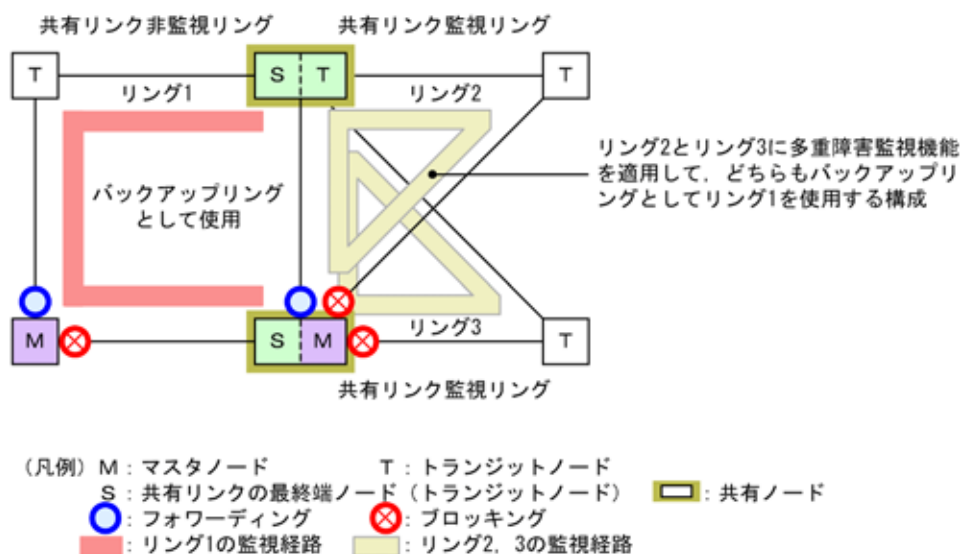 共有リンク非監視リング 共有リンク監視リング
T S T T
リング1 リング2
リング2とリング3に多重障害監視機能
を適用して，どちらもバックアップリ
ングとしてリング1を使用する構成
バックアップリング
として使用
リング3
M S M T
共有リンク監視リング
（凡例）M：マスタノード T：トランジットノード
S：共有リンクの最終端ノード（トランジットノード） ：共有ノード
：フォワーディング ：ブロッキング
：リング1の監視経路 ：リング2，3の監視経路